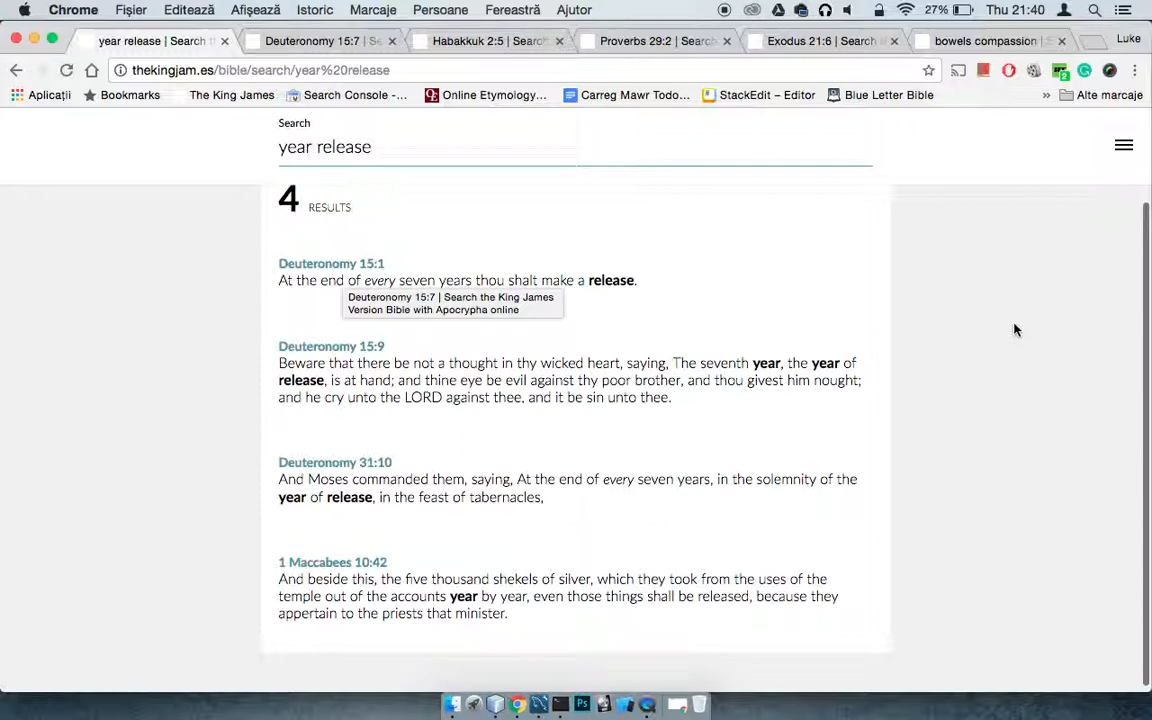 Chrome Fișier Editează Afișează Istoric Marcaje Persoane Fereastră Ajutor 27% Thu 21:40
year release | Search t Deuteronomy 15:7 | Se Habakkuk 2:5 | Search Proverbs 29:2 | Search Exodus 21:6 | Search bowels compassion | S Luke
thekingjam.es/bible/search/year%20release
Aplicații Bookmarks The King James Search Console -... Online Etymology... Carreg Mawr Todo... StackEdit – Editor Blue Letter Bible » Alte marcaje
Search
year release
4 RESULTS
Deuteronomy 15:1
At the end of every seven years thou shalt make a release.
Deuteronomy 15:7 | Search the King James
Version Bible with Apocrypha online
Deuteronomy 15:9
Beware that there be not a thought in thy wicked heart, saying, The seventh year, the year of
release, is at hand; and thine eye be evil against thy poor brother, and thou givest him nought;
and he cry unto the LORD against thee, and it be sin unto thee.
Deuteronomy 31:10
And Moses commanded them, saying, At the end of every seven years, in the solemnity of the
year of release, in the feast of tabernacles,
1 Maccabees 10:42
And beside this, the five thousand shekels of silver, which they took from the uses of the
temple out of the accounts year by year, even those things shall be released, because they
appertain to the priests that minister.